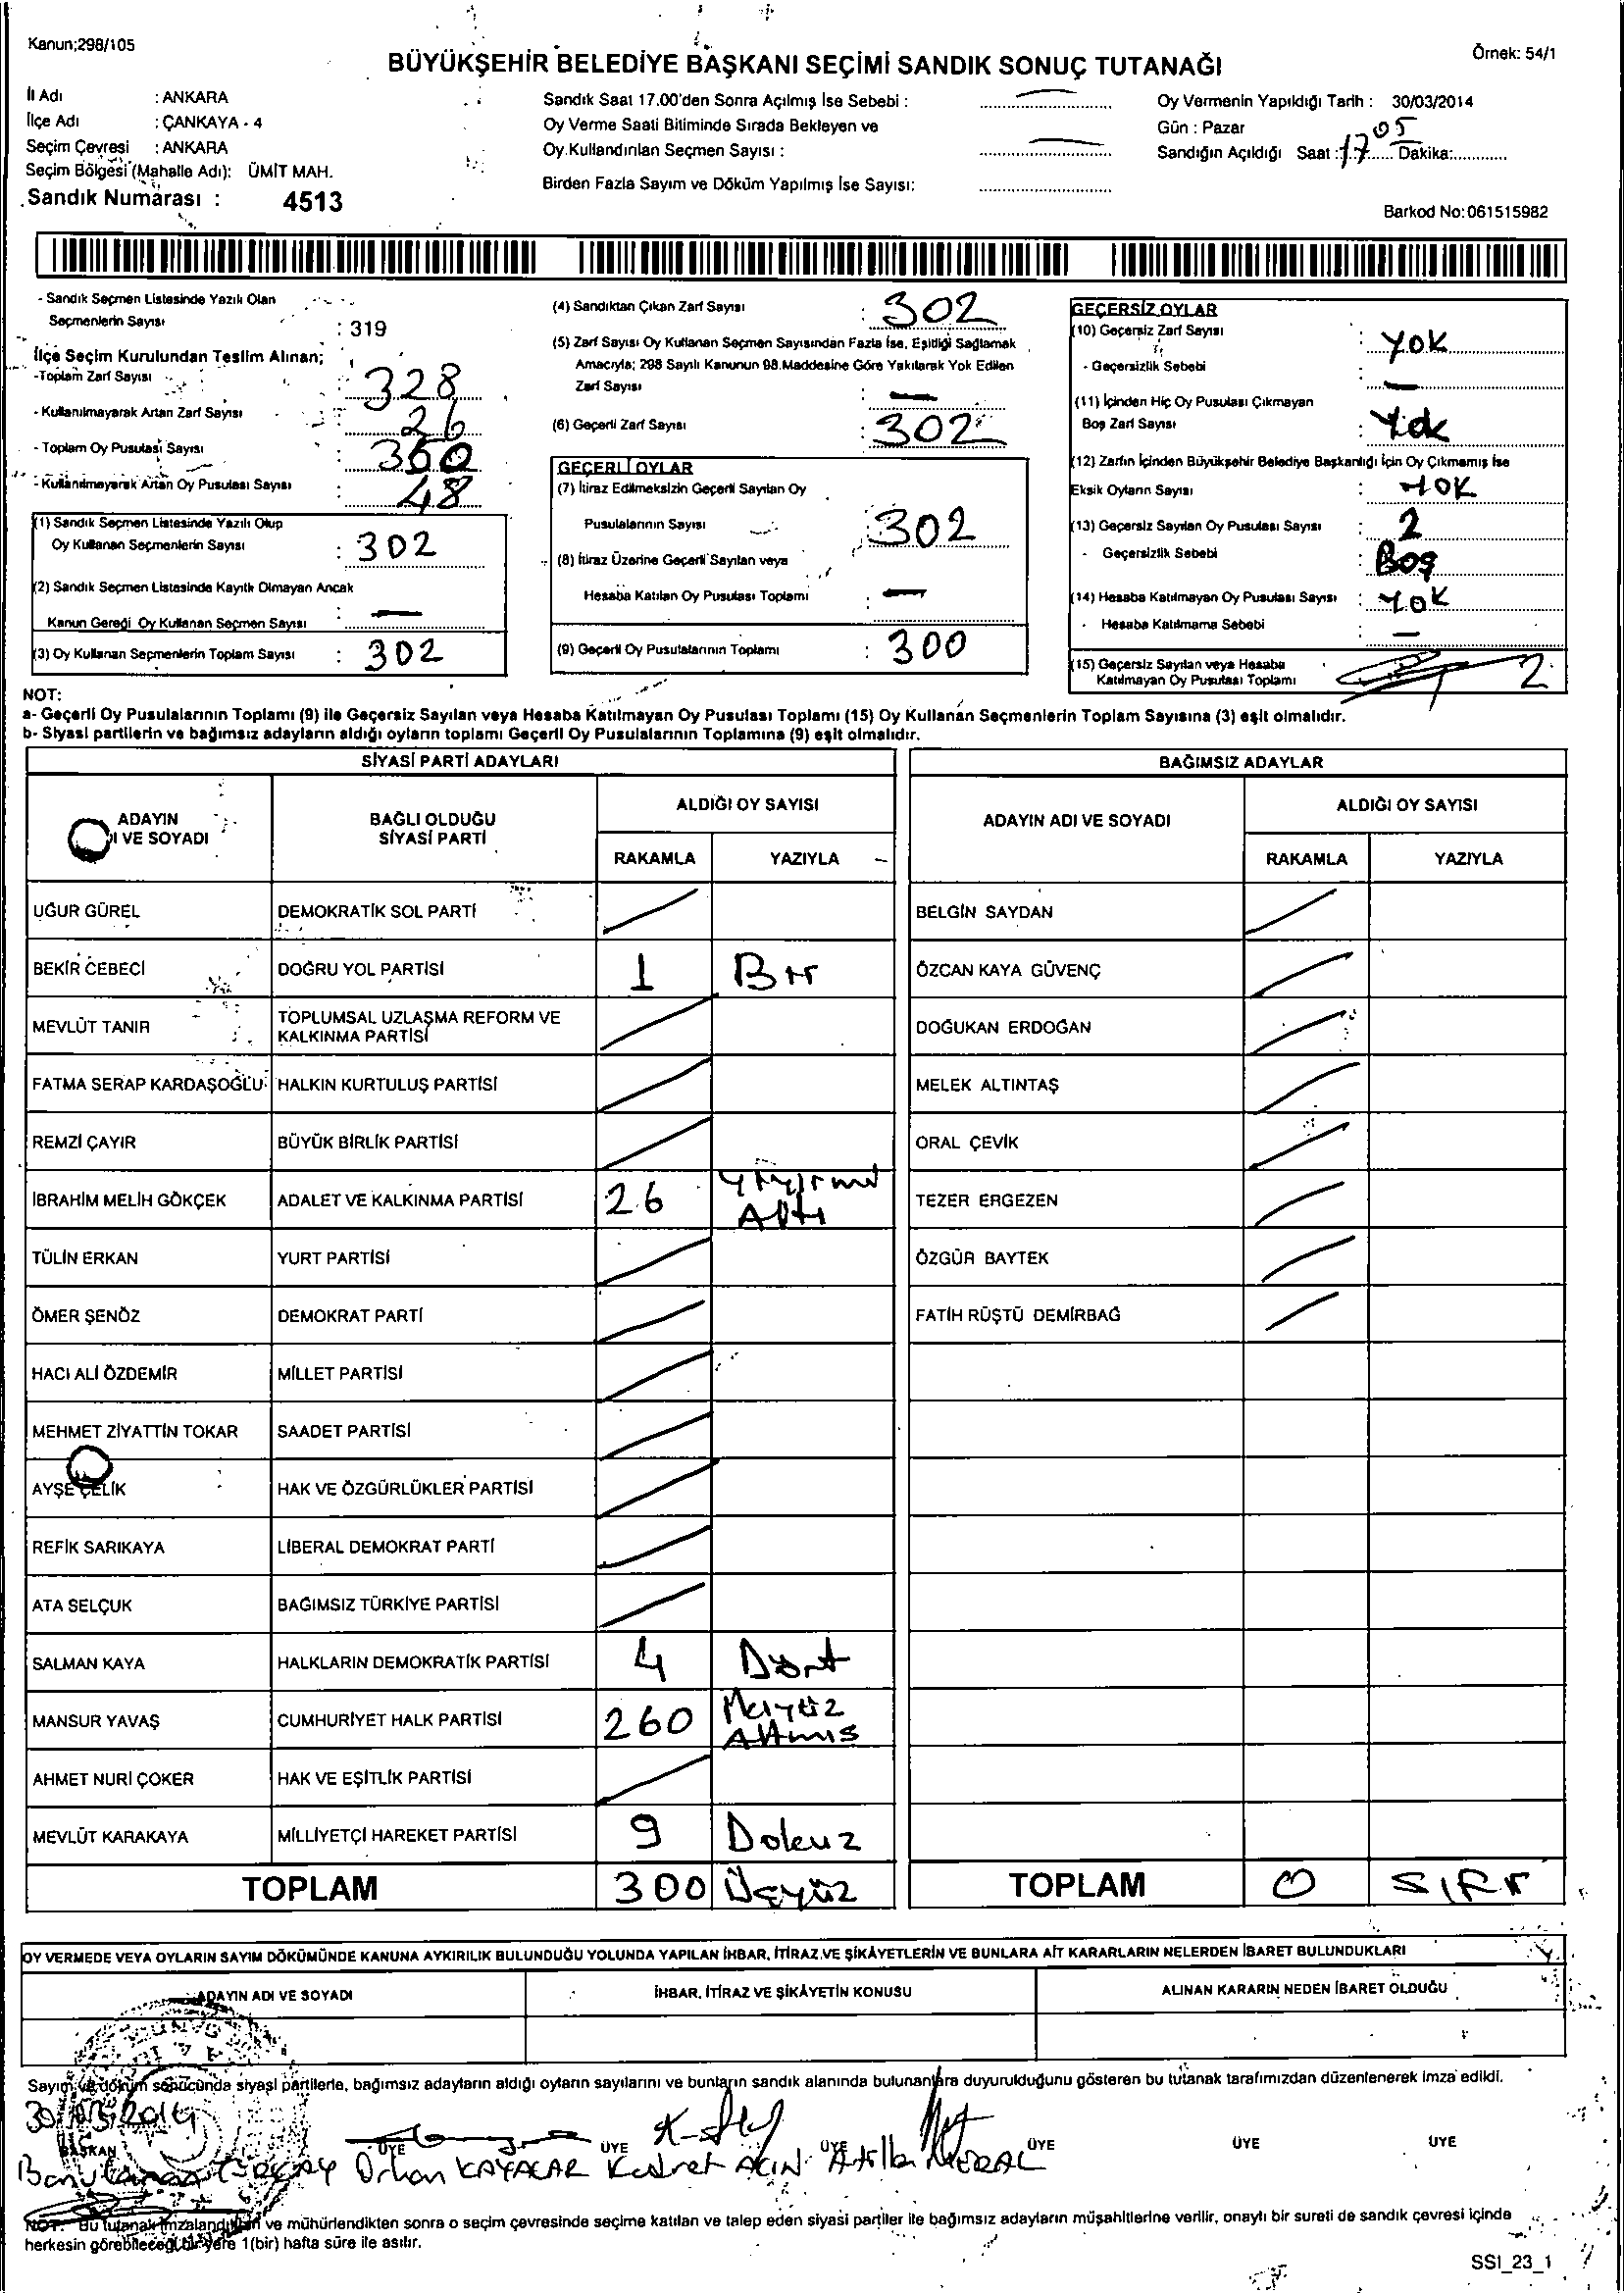 Kanun;298/105
Örnek: 54/1
BÜYÜKŞEHİR BELEDİYE BAŞKANI SEÇİMİ SANDIK SONUÇ TUTANAĞI
İl Adı : ANKARA
İlçe Adı : ÇANKAYA - 4
Seçim Çevresi : ANKARA
Seçim Bölgesi (Mahalle Adı): ÜMİT MAH.
Sandık Numarası : 4513
Sandık Saat 17.00'den Sonra Açılmış İse Sebebi :
Oy Verme Saati Bitiminde Sırada Bekleyen ve
Oy Kullandırılan Seçmen Sayısı :
Birden Fazla Sayım ve Döküm Yapılmış İse Sayısı:
Oy Vermenin Yapıldığı Tarih : 30/03/2014
Gün : Pazar
Sandığın Açıldığı Saat : 17 Dakika: 05
Barkod No:061515982
- Sandık Seçmen Listesinde Yazılı Olan
Seçmenlerin Sayısı : 319
İlçe Seçim Kurulundan Teslim Alınan;
-Toplam Zarf Sayısı : 328
- Kullanılmayarak Artan Zarf Sayısı : 26
- Toplam Oy Pusulası Sayısı : 350
- Kullanılmayarak Artan Oy Pusulası Sayısı : 48
(1) Sandık Seçmen Listesinde Yazılı Olup
Oy Kullanan Seçmenlerin Sayısı : 302
(2) Sandık Seçmen Listesinde Kayıtlı Olmayan Ancak
Kanun Gereği Oy Kullanan Seçmen Sayısı : —
(3) Oy Kullanan Seçmenlerin Toplam Sayısı : 302
(4) Sandıktan Çıkan Zarf Sayısı : 302
(5) Zarf Sayısı Oy Kullanan Seçmen Sayısından Fazla İse, Eşitliği Sağlamak
Amacıyla; 298 Sayılı Kanunun 98.Maddesine Göre Yakılarak Yok Edilen
Zarf Sayısı : —
(6) Geçerli Zarf Sayısı : 302
GEÇERLİ OYLAR
(7) İtiraz Edilmeksizin Geçerli Sayılan Oy
Pusulalarının Sayısı : 302
(8) İtiraz Üzerine Geçerli Sayılan veya
Hesaba Katılan Oy Pusulası Toplamı : —
(9) Geçerli Oy Pusulalarının Toplamı : 300
GEÇERSİZ OYLAR
(10) Geçersiz Zarf Sayısı : YOK
- Geçersizlik Sebebi : —
(11) İçinden Hiç Oy Pusulası Çıkmayan
Boş Zarf Sayısı : Yok
(12) Zarfın İçinden Büyükşehir Belediye Başkanlığı İçin Oy Çıkmamış İse
Eksik Oyların Sayısı : YOK
(13) Geçersiz Sayılan Oy Pusulası Sayısı : 2
- Geçersizlik Sebebi : Boş
(14) Hesaba Katılmayan Oy Pusulası Sayısı : YOK
- Hesaba Katılmama Sebebi : —
(15) Geçersiz Sayılan veya Hesaba
Katılmayan Oy Pusulası Toplamı : 2
NOT:
a- Geçerli Oy Pusulalarının Toplamı (9) ile Geçersiz Sayılan veya Hesaba Katılmayan Oy Pusulası Toplamı (15) Oy Kullanan Seçmenlerin Toplam Sayısına (3) eşit olmalıdır.
b- Siyasi partilerin ve bağımsız adayların aldığı oyların toplamı Geçerli Oy Pusulalarının Toplamına (9) eşit olmalıdır.
SİYASİ PARTİ ADAYLARI
ADAYIN
I VE SOYADI
BAĞLI OLDUĞU
SİYASİ PARTİ
ALDIĞI OY SAYISI
RAKAMLA YAZIYLA
UĞUR GÜREL DEMOKRATİK SOL PARTİ
BEKİR CEBECİ DOĞRU YOL PARTİSİ 1 Bir
MEVLÜT TANIR TOPLUMSAL UZLAŞMA REFORM VE
KALKINMA PARTİSİ
FATMA SERAP KARDAŞOĞLU HALKIN KURTULUŞ PARTİSİ
REMZİ ÇAYIR BÜYÜK BİRLİK PARTİSİ
İBRAHİM MELİH GÖKÇEK ADALET VE KALKINMA PARTİSİ 26 Yiyirmi
Altı
TÜLİN ERKAN YURT PARTİSİ
ÖMER ŞENÖZ DEMOKRAT PARTİ
HACI ALİ ÖZDEMİR MİLLET PARTİSİ
MEHMET ZİYATTİN TOKAR SAADET PARTİSİ
AYŞE ÇELİK HAK VE ÖZGÜRLÜKLER PARTİSİ
REFİK SARIKAYA LİBERAL DEMOKRAT PARTİ
ATA SELÇUK BAĞIMSIZ TÜRKİYE PARTİSİ
SALMAN KAYA HALKLARIN DEMOKRATİK PARTİSİ 4 Dört
MANSUR YAVAŞ CUMHURİYET HALK PARTİSİ 260 İkiyüz
Altmış
AHMET NURİ ÇOKER HAK VE EŞİTLİK PARTİSİ
MEVLÜT KARAKAYA MİLLİYETÇİ HAREKET PARTİSİ 9 Dokuz
TOPLAM 300 Üçyüz
BAĞIMSIZ ADAYLAR
ADAYIN ADI VE SOYADI
ALDIĞI OY SAYISI
RAKAMLA YAZIYLA
BELGİN SAYDAN
ÖZCAN KAYA GÜVENÇ
DOĞUKAN ERDOĞAN
MELEK ALTINTAŞ
ORAL ÇEVİK
TEZER ERGEZEN
ÖZGÜR BAYTEK
FATİH RÜŞTÜ DEMİRBAĞ
TOPLAM 0 SIFIR
OY VERMEDE VEYA OYLARIN SAYIM DÖKÜMÜNDE KANUNA AYKIRILIK BULUNDUĞU YOLUNDA YAPILAN İHBAR, İTİRAZ VE ŞİKÂYETLERİN VE BUNLARA AİT KARARLARIN NELERDEN İBARET BULUNDUKLARI
ADAYIN ADI VE SOYADI İHBAR, İTİRAZ VE ŞİKÂYETİN KONUSU ALINAN KARARIN NEDEN İBARET OLDUĞU
Sayım ve döküm sonucunda siyasi partilerle, bağımsız adayların aldığı oyların sayılarını ve bunların sandık alanında bulunanlara duyurulduğunu gösteren bu tutanak tarafımızdan düzenlenerek imza edildi.
30/03/2014
BAŞKAN ÜYE ÜYE ÜYE ÜYE ÜYE ÜYE
Orhan KAYACAR Kudret AKIN Atilla MERAL
NOT: Bu tutanak imzalandıktan ve mühürlendikten sonra o seçim çevresinde seçime katılan ve talep eden siyasi partiler ile bağımsız adayların müşahitlerine verilir, onaylı bir sureti de sandık çevresi içinde
herkesin görebileceği bir yere 1(bir) hafta süre ile asılır.
SSI_23_1